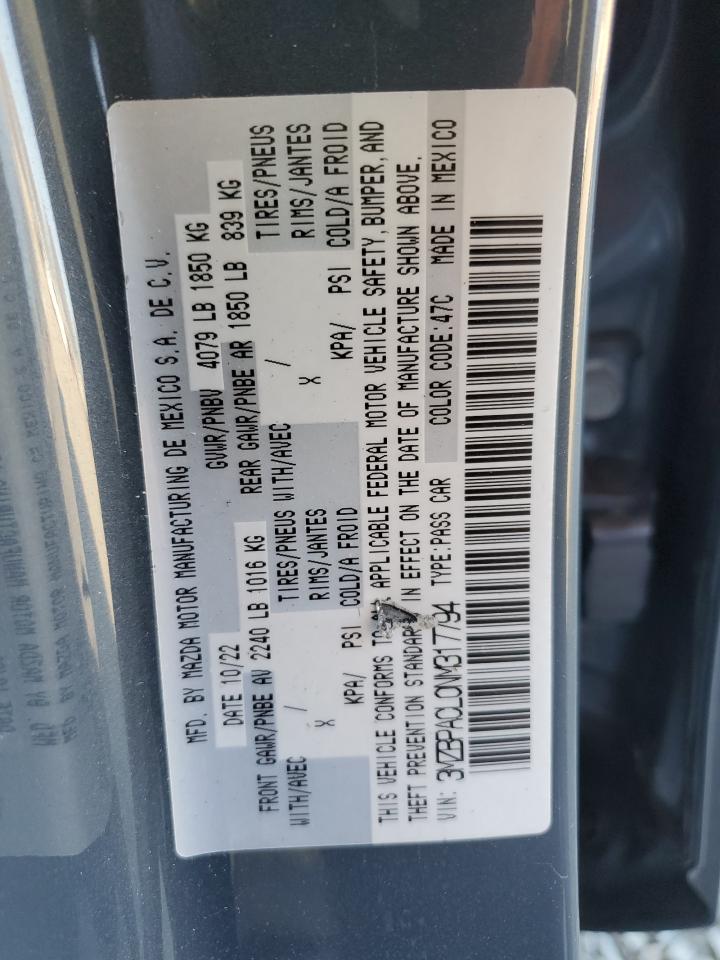 MFD. BY MAZDA MOTOR MANUFACTURING DE MEXICO S.A. DE C.V.
DATE 10/22 GVWR/PNBV 4079 LB 1850 KG
FRONT GAWR/PNBE AV 2240 LB 1016 KG REAR GAWR/PNBE AR 1850 LB 839 KG
TIRES/PNEUS WITH/AVEC / TIRES/PNEUS
WITH/AVEC / RIMS/JANTES X RIMS/JANTES
X KPA/ PSI COLD/A FROID KPA/ PSI COLD/A FROID
THIS VEHICLE CONFORMS TO APPLICABLE FEDERAL MOTOR VEHICLE SAFETY, BUMPER, AND
THEFT PREVENTION STANDARDS IN EFFECT ON THE DATE OF MANUFACTURE SHOWN ABOVE.
VIN: 3MZBPACL0NM317794 TYPE:PASS CAR COLOR CODE:47C MADE IN MEXICO